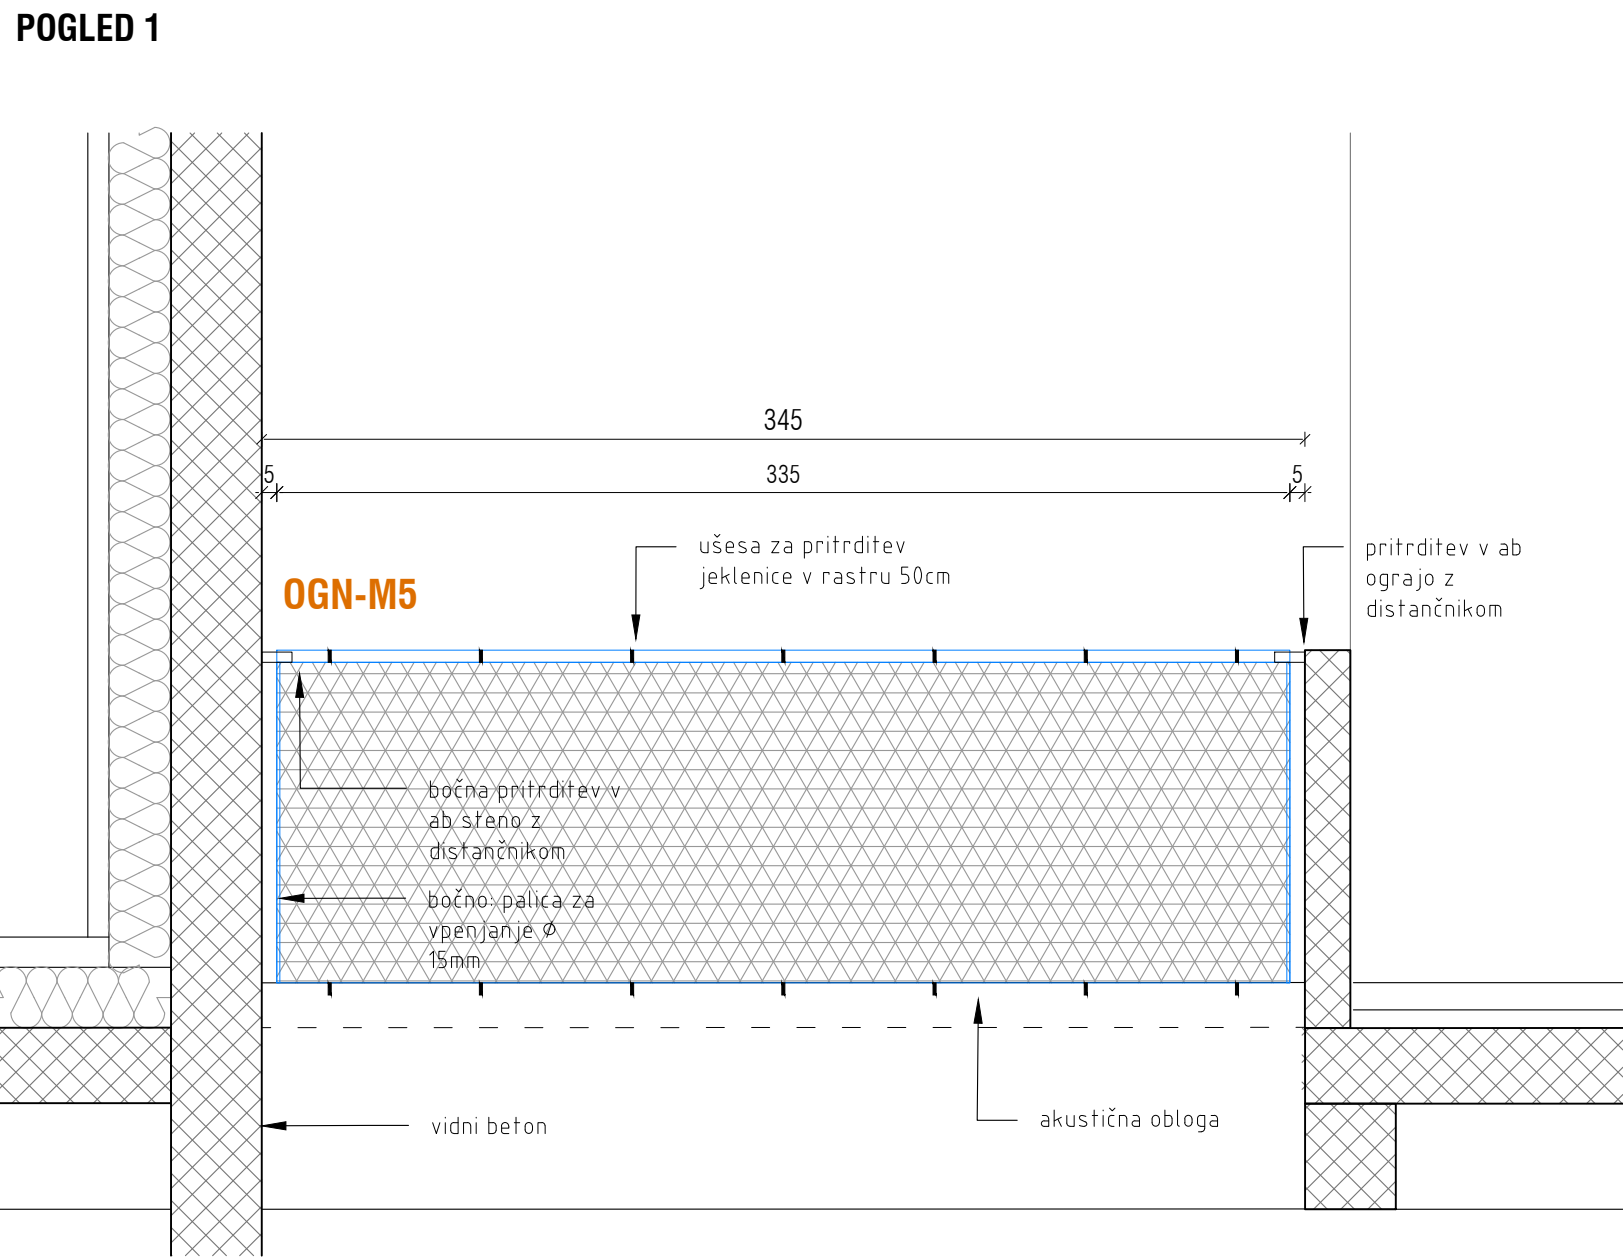 POGLED 1
345
5
335
5
ušesa za pritrditev
jeklenice v rastru 50cm
pritrditev v ab
ograjo z
distančnikom
OGN-M5
bočna pritrditev v
ab steno z
distančnikom
bočno: palica za
vpenjanje Ø
15mm
vidni beton
akustična obloga